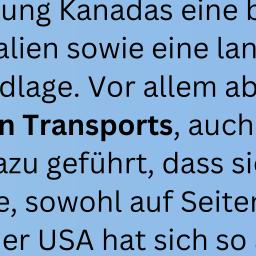 ung Kanadas eine b
alien sowie eine lan
dlage. Vor allem ab
n Transports, auch
azu geführt, dass si
e, sowohl auf Seiten
er USA hat sich so